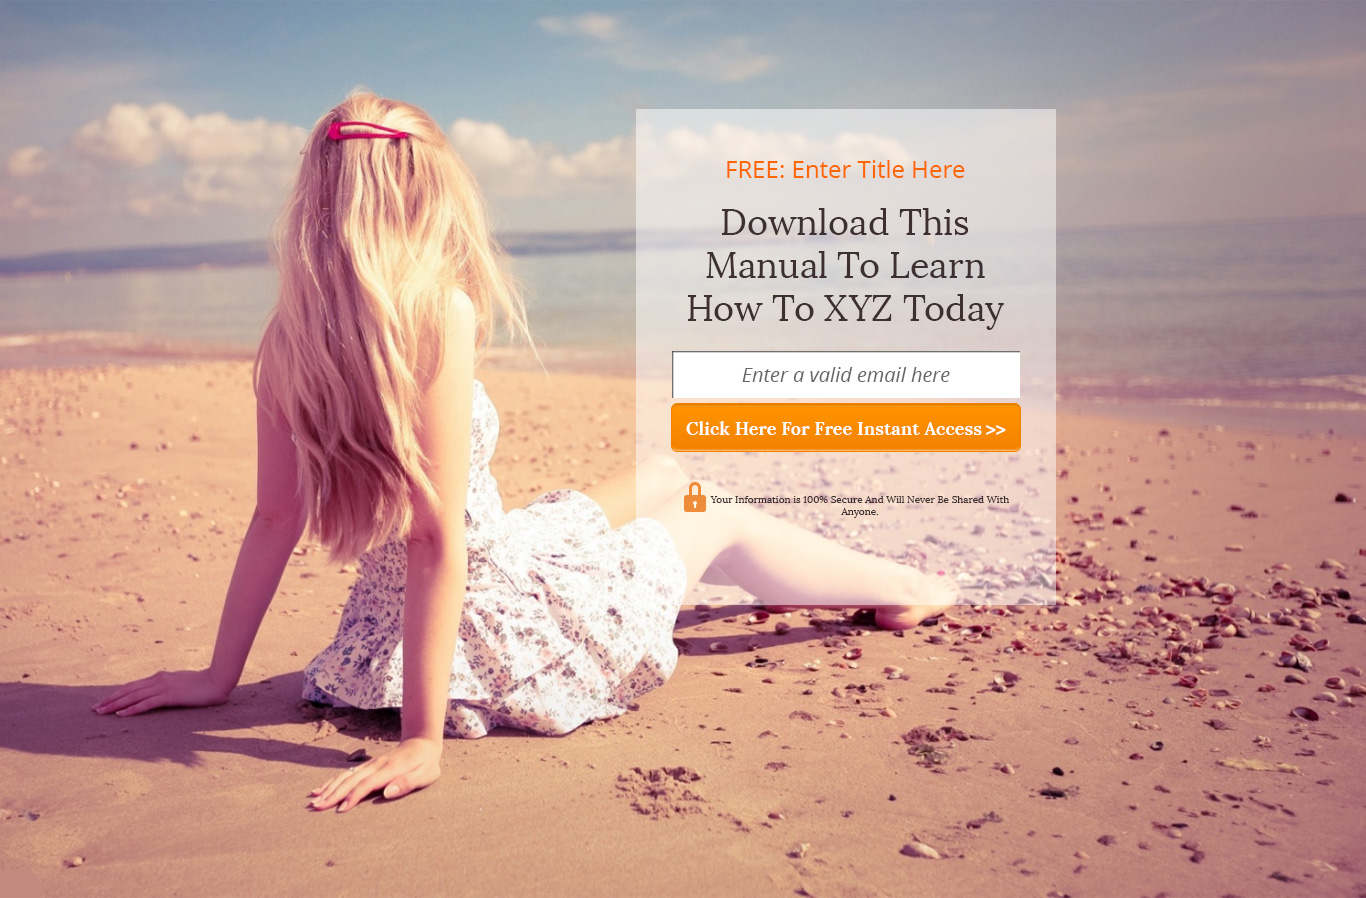 FREE: Enter Title Here
Download This
Manual To Learn
How To XYZ Today
Enter a valid email here
Click Here For Free Instant Access >>
Your Information is 100% Secure And Will Never Be Shared With
Anyone.